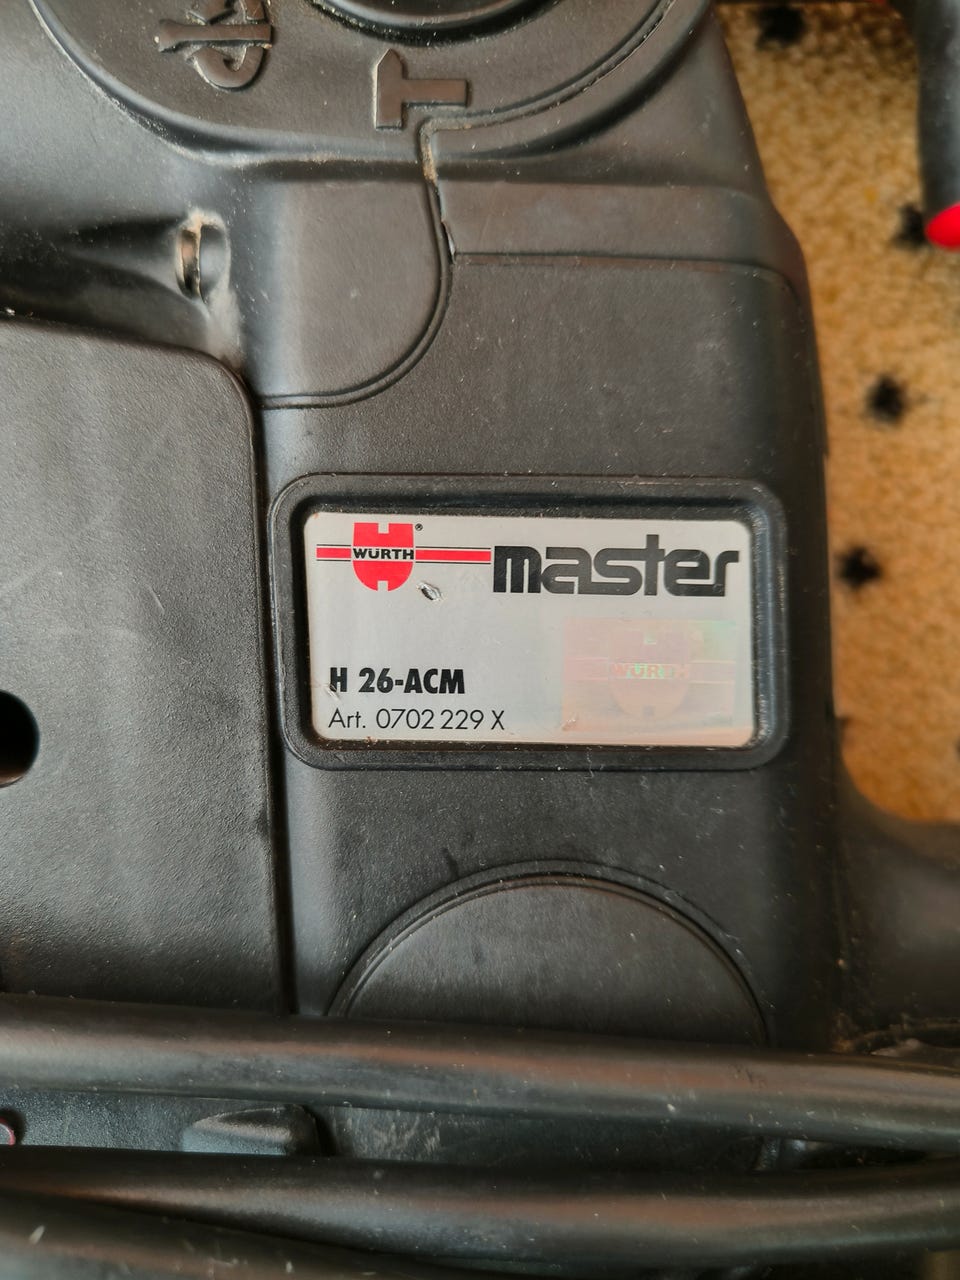 WÜRTH®
master
WÜRTH
H 26-ACM
Art. 0702 229 X